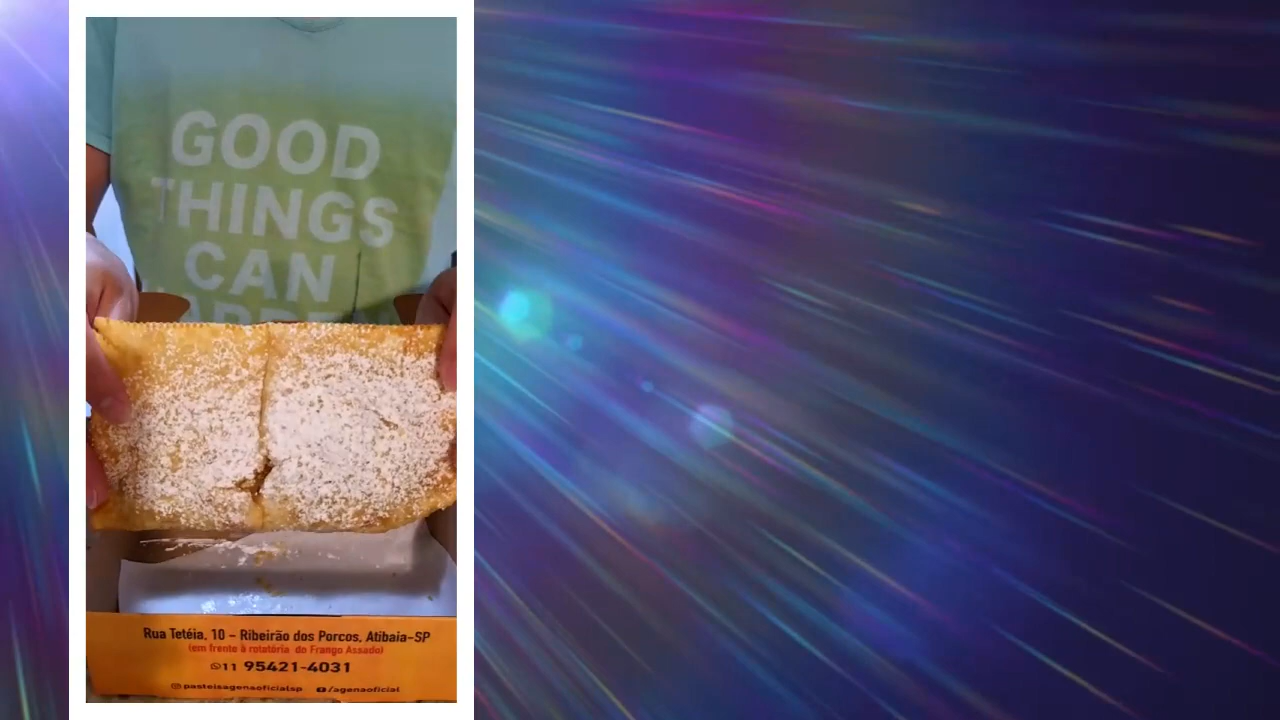 GOOD
THINGS
CAN
Rua Tetéia, 10 – Ribeirão dos Porcos, Atibaia-SP
(em frente à rotatória do Frango Assado)
11 95421-4031
pasteisagenaoficialsp /agenaoficial